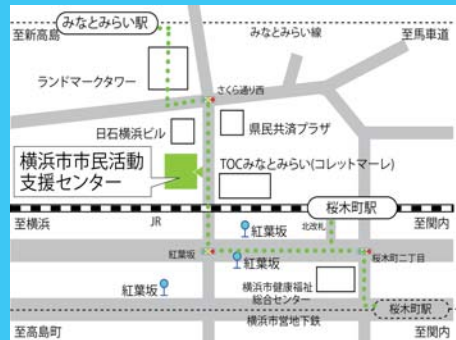 みなとみらい駅
至新高島
みなとみらい線
至馬車道
ランドマークタワー
さくら通り西
日石横浜ビル
県民共済プラザ
横浜市市民活動
支援センター
TOCみなとみらい(コレットマーレ)
桜木町駅
至横浜
JR
至関内
北改札
紅葉坂
紅葉坂
紅葉坂
桜木町二丁目
紅葉坂
横浜市健康福祉
総合センター
桜木町駅
至高島町
横浜市営地下鉄
至関内